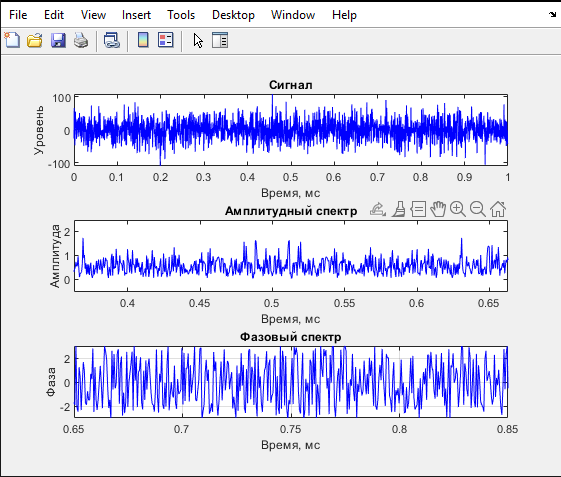 File Edit View Insert Tools Desktop Window Help
Сигнал
Уровень
100
0
-100
0 0.1 0.2 0.3 0.4 0.5 0.6 0.7 0.8 0.9 1
Время, мс
Амплитудный спектр
Амплитуда
2
1
0
0.4 0.45 0.5 0.55 0.6 0.65
Время, мс
Фазовый спектр
Фаза
2
0
-2
0.65 0.7 0.75 0.8 0.85
Время, мс